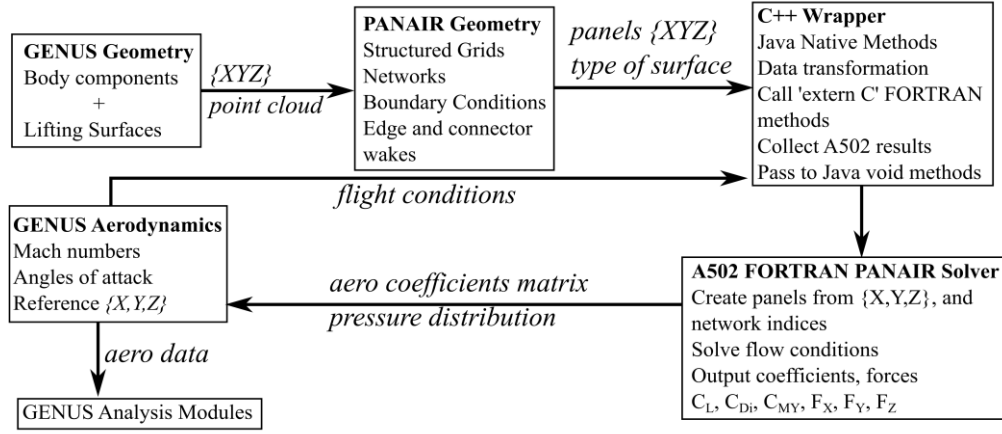 GENUS Geometry
Body components
+
Lifting Surfaces
{XYZ}
point cloud
PANAIR Geometry
Structured Grids
Networks
Boundary Conditions
Edge and connector
wakes
panels {XYZ}
type of surface
C++ Wrapper
Java Native Methods
Data transformation
Call 'extern C' FORTRAN
methods
Collect A502 results
Pass to Java void methods
flight conditions
GENUS Aerodynamics
Mach numbers
Angles of attack
Reference {X,Y,Z}
aero coefficients matrix
pressure distribution
A502 FORTRAN PANAIR Solver
Create panels from {X,Y,Z}, and
network indices
Solve flow conditions
Output coefficients, forces
C_L, C_Di, C_MY, F_X, F_Y, F_Z
aero data
GENUS Analysis Modules